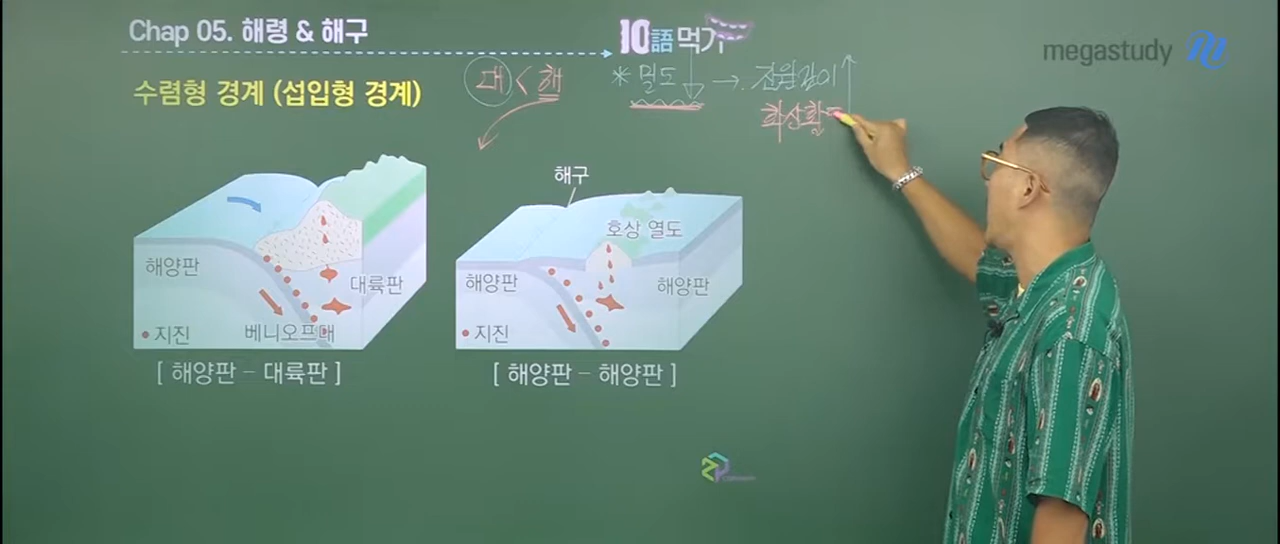 Chap 05. 해령 & 해구
10語 먹기
megastudy
수렴형 경계 (섭입형 경계)
대 < 해
* 밀도 → 진원깊이 ↑
화산활
해구
호상 열도
해양판
대륙판
지진
베니오프대
해양판
해양판
지진
[ 해양판 - 대륙판 ]
[ 해양판 - 해양판 ]